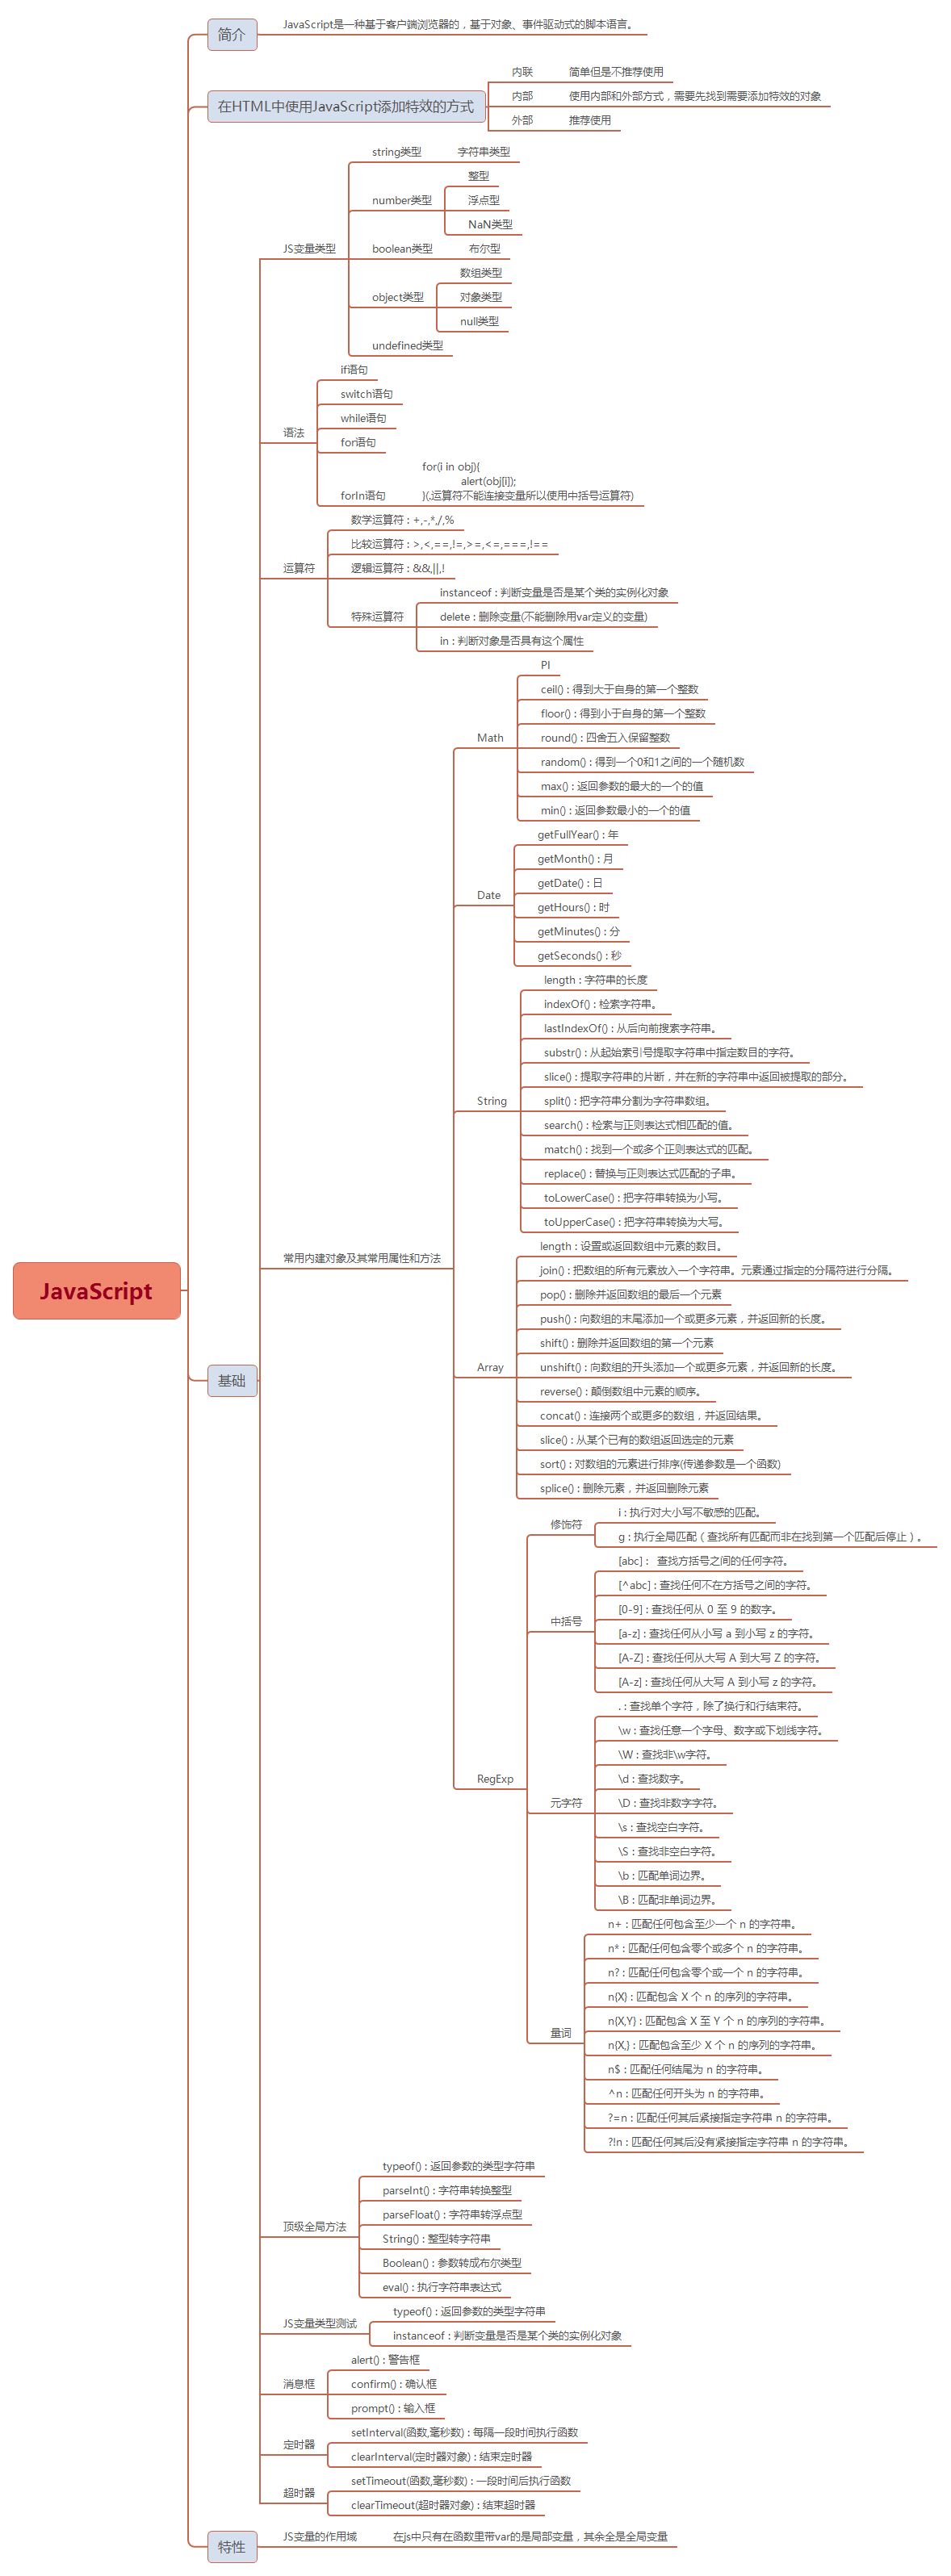 简介
JavaScript是一种基于客户端浏览器的，基于对象、事件驱动式的脚本语言。
在HTML中使用JavaScript添加特效的方式
内联 简单但是不推荐使用
内部 使用内部和外部方式，需要先找到需要添加特效的对象
外部 推荐使用
JavaScript
基础
JS变量类型
string类型 字符串类型
number类型
整型
浮点型
NaN类型
boolean类型 布尔型
object类型
数组类型
对象类型
null类型
undefined类型
语法
if语句
switch语句
while语句
for语句
forIn语句
for(i in obj){
alert(obj[i]);
}(.运算符不能连接变量所以使用中括号运算符)
运算符
数学运算符 : +,-,*,/,%
比较运算符 : >,<,==,!=,>=,<=,===,!==
逻辑运算符 : &&,||,!
特殊运算符
instanceof : 判断变量是否是某个类的实例化对象
delete : 删除变量(不能删除用var定义的变量)
in : 判断对象是否具有这个属性
常用内建对象及其常用属性和方法
Math
PI
ceil() : 得到大于自身的第一个整数
floor() : 得到小于自身的第一个整数
round() : 四舍五入保留整数
random() : 得到一个0和1之间的一个随机数
max() : 返回参数的最大的一个的值
min() : 返回参数最小的一个的值
Date
getFullYear() : 年
getMonth() : 月
getDate() : 日
getHours() : 时
getMinutes() : 分
getSeconds() : 秒
String
length : 字符串的长度
indexOf() : 检索字符串。
lastIndexOf() : 从后向前搜索字符串。
substr() : 从起始索引号提取字符串中指定数目的字符。
slice() : 提取字符串的片断，并在新的字符串中返回被提取的部分。
split() : 把字符串分割为字符串数组。
search() : 检索与正则表达式相匹配的值。
match() : 找到一个或多个正则表达式的匹配。
replace() : 替换与正则表达式匹配的子串。
toLowerCase() : 把字符串转换为小写。
toUpperCase() : 把字符串转换为大写。
Array
length : 设置或返回数组中元素的数目。
join() : 把数组的所有元素放入一个字符串。元素通过指定的分隔符进行分隔。
pop() : 删除并返回数组的最后一个元素
push() : 向数组的末尾添加一个或更多元素，并返回新的长度。
shift() : 删除并返回数组的第一个元素
unshift() : 向数组的开头添加一个或更多元素，并返回新的长度。
reverse() : 颠倒数组中元素的顺序。
concat() : 连接两个或更多的数组，并返回结果。
slice() : 从某个已有的数组返回选定的元素
sort() : 对数组的元素进行排序(传递参数是一个函数)
splice() : 删除元素，并返回删除元素
RegExp
修饰符
i : 执行对大小写不敏感的匹配。
g : 执行全局匹配（查找所有匹配而非在找到第一个匹配后停止）。
中括号
[abc] : 查找方括号之间的任何字符。
[^abc] : 查找任何不在方括号之间的字符。
[0-9] : 查找任何从 0 至 9 的数字。
[a-z] : 查找任何从小写 a 到小写 z 的字符。
[A-Z] : 查找任何从大写 A 到大写 Z 的字符。
[A-z] : 查找任何从大写 A 到小写 z 的字符。
元字符
. : 查找单个字符，除了换行和行结束符。
\w : 查找任意一个字母、数字或下划线字符。
\W : 查找非\w字符。
\d : 查找数字。
\D : 查找非数字字符。
\s : 查找空白字符。
\S : 查找非空白字符。
\b : 匹配单词边界。
\B : 匹配非单词边界。
量词
n+ : 匹配任何包含至少一个 n 的字符串。
n* : 匹配任何包含零个或多个 n 的字符串。
n? : 匹配任何包含零个或一个 n 的字符串。
n{X} : 匹配包含 X 个 n 的序列的字符串。
n{X,Y} : 匹配包含 X 至 Y 个 n 的序列的字符串。
n{X,} : 匹配包含至少 X 个 n 的序列的字符串。
n$ : 匹配任何结尾为 n 的字符串。
^n : 匹配任何开头为 n 的字符串。
?=n : 匹配任何其后紧接指定字符串 n 的字符串。
?!n : 匹配任何其后没有紧接指定字符串 n 的字符串。
顶级全局方法
typeof() : 返回参数的类型字符串
parseInt() : 字符串转换整型
parseFloat() : 字符串转浮点型
String() : 整型转字符串
Boolean() : 参数转成布尔类型
eval() : 执行字符串表达式
JS变量类型测试
typeof() : 返回参数的类型字符串
instanceof : 判断变量是否是某个类的实例化对象
消息框
alert() : 警告框
confirm() : 确认框
prompt() : 输入框
定时器
setInterval(函数,毫秒数) : 每隔一段时间执行函数
clearInterval(定时器对象) : 结束定时器
超时器
setTimeout(函数,毫秒数) : 一段时间后执行函数
clearTimeout(超时器对象) : 结束超时器
特性
JS变量的作用域 在js中只有在函数里带var的是局部变量，其余全是全局变量